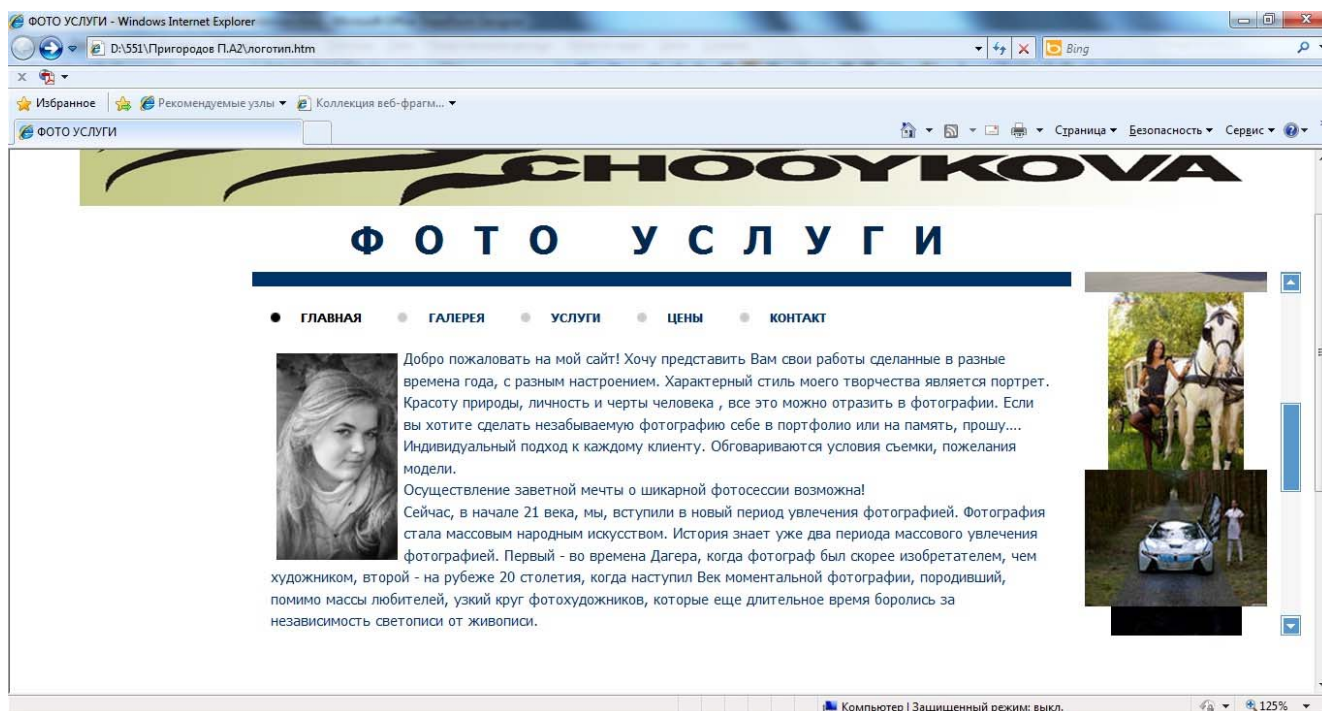 ФОТО УСЛУГИ - Windows Internet Explorer
D:\551\Пригородов П.А2\логотип.htm
Bing
x
Избранное Рекомендуемые узлы Коллекция веб-фрагм...
ФОТО УСЛУГИ
Страница Безопасность Сервис
CHOOYKOVA
ФОТО УСЛУГИ
ГЛАВНАЯ ГАЛЕРЕЯ УСЛУГИ ЦЕНЫ КОНТАКТ
Добро пожаловать на мой сайт! Хочу представить Вам свои работы сделанные в разные
времена года, с разным настроением. Характерный стиль моего творчества является портрет.
Красоту природы, личность и черты человека , все это можно отразить в фотографии. Если
вы хотите сделать незабываемую фотографию себе в портфолио или на память, прошу....
Индивидуальный подход к каждому клиенту. Обговариваются условия съемки, пожелания
модели.
Осуществление заветной мечты о шикарной фотосессии возможна!
Сейчас, в начале 21 века, мы, вступили в новый период увлечения фотографией. Фотография
стала массовым народным искусством. История знает уже два периода массового увлечения
фотографией. Первый - во времена Дагера, когда фотограф был скорее изобретателем, чем
художником, второй - на рубеже 20 столетия, когда наступил Век моментальной фотографии, породивший,
помимо массы любителей, узкий круг фотохудожников, которые еще длительное время боролись за
независимость светописи от живописи.
Компьютер | Защищенный режим: выкл.
125%